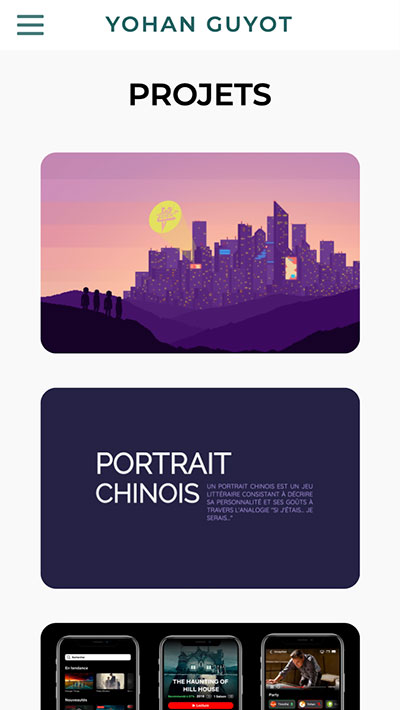 YOHAN GUYOT
PROJETS
PORTRAIT
CHINOIS
UN PORTRAIT CHINOIS EST UN JEU
LITTÉRAIRE CONSISTANT À DÉCRIRE
SA PERSONNALITÉ ET SES GOÛTS À
TRAVERS L'ANALOGIE "SI J'ÉTAIS... JE
SERAIS..."
En tendance
Nouveautés
THE HAUNTING OF
HILL HOUSE
Party